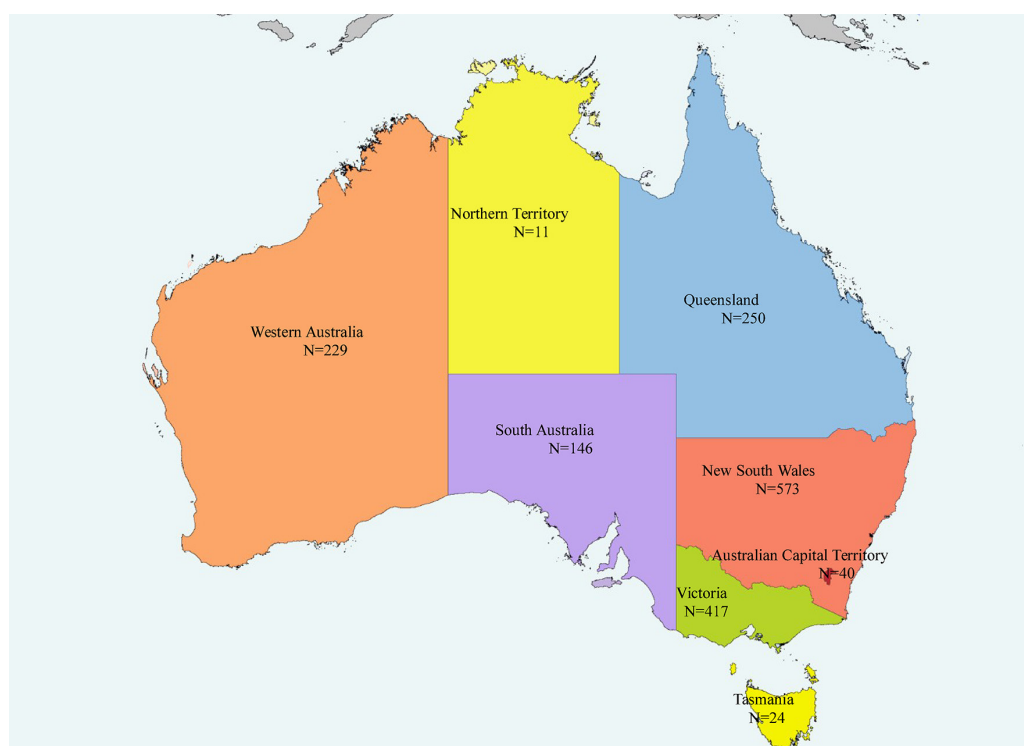 Northern Territory
N=11
Queensland
N=250
Western Australia
N=229
South Australia
N=146
New South Wales
N=573
Australian Capital Territory
N=40
Victoria
N=417
Tasmania
N=24